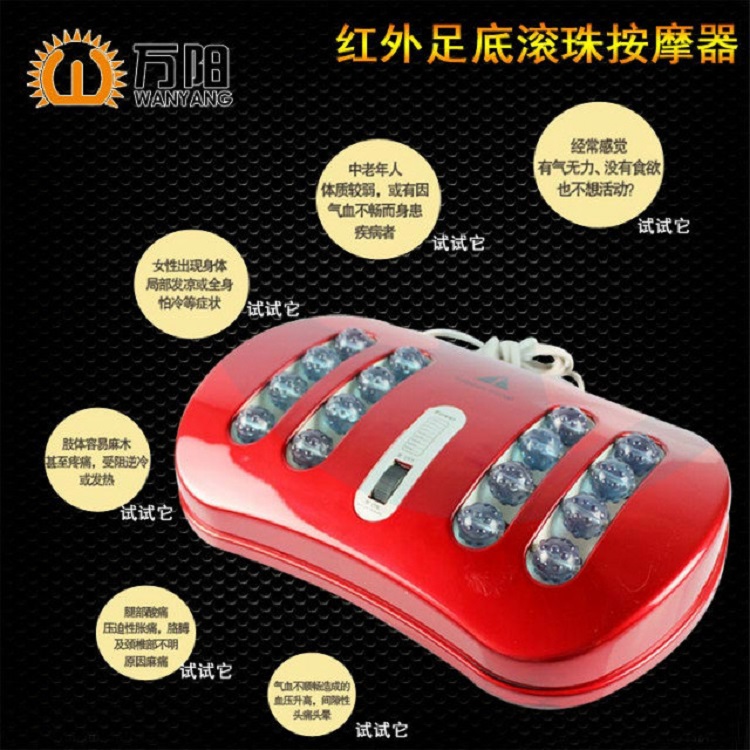 万阳
WANYANG
红外足底滚珠按摩器
经常感觉
有气无力、没有食欲
也不想活动?
试试它
中老年人
体质较弱，或有因
气血不畅而身患
疾病者
试试它
女性出现身体
局部发凉或全身
怕冷等症状
试试它
肢体容易麻木
甚至疼痛，受阻逆冷
或发热
试试它
腿部酸痛
压迫性胀痛，胳膊
及颈椎部不明
原因麻痛
试试它
气血不顺畅造成的
血压升高，间隙性
头痛头晕
试试它